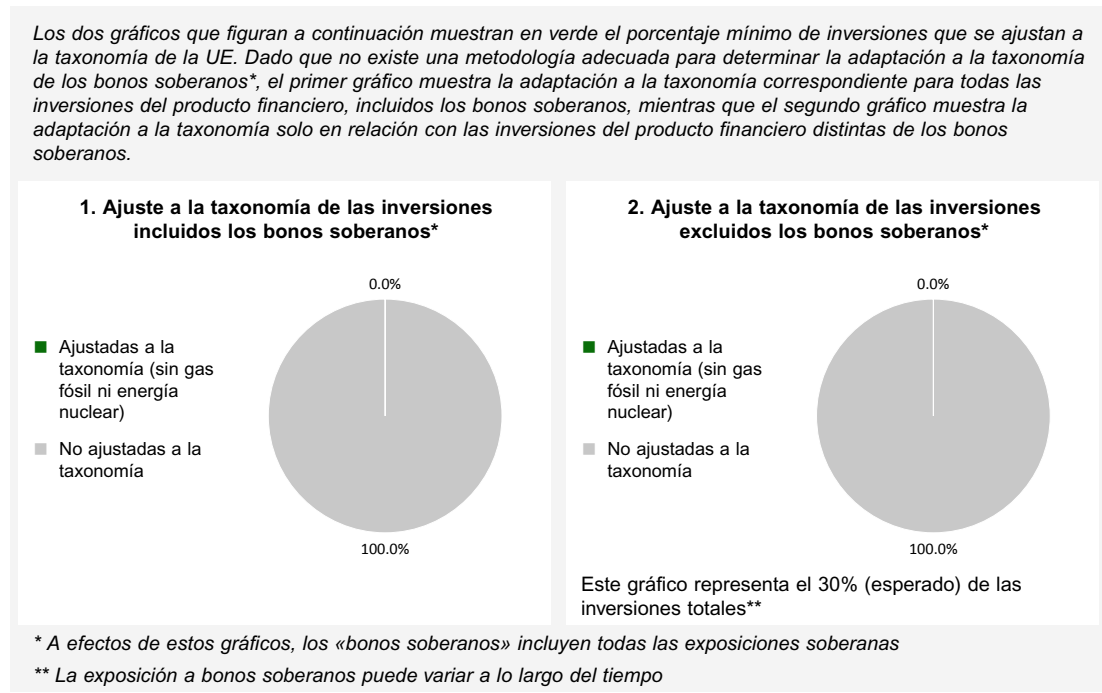 Los dos gráficos que figuran a continuación muestran en verde el porcentaje mínimo de inversiones que se ajustan a
la taxonomía de la UE. Dado que no existe una metodología adecuada para determinar la adaptación a la taxonomía
de los bonos soberanos*, el primer gráfico muestra la adaptación a la taxonomía correspondiente para todas las
inversiones del producto financiero, incluidos los bonos soberanos, mientras que el segundo gráfico muestra la
adaptación a la taxonomía solo en relación con las inversiones del producto financiero distintas de los bonos
soberanos.
1. Ajuste a la taxonomía de las inversiones
incluidos los bonos soberanos*
0.0%
Ajustadas a la
taxonomía (sin gas
fósil ni energía
nuclear)
No ajustadas a la
taxonomía
100.0%
2. Ajuste a la taxonomía de las inversiones
excluidos los bonos soberanos*
0.0%
Ajustadas a la
taxonomía (sin gas
fósil ni energía
nuclear)
No ajustadas a la
taxonomía
100.0%
Este gráfico representa el 30% (esperado) de las
inversiones totales**
* A efectos de estos gráficos, los «bonos soberanos» incluyen todas las exposiciones soberanas
** La exposición a bonos soberanos puede variar a lo largo del tiempo